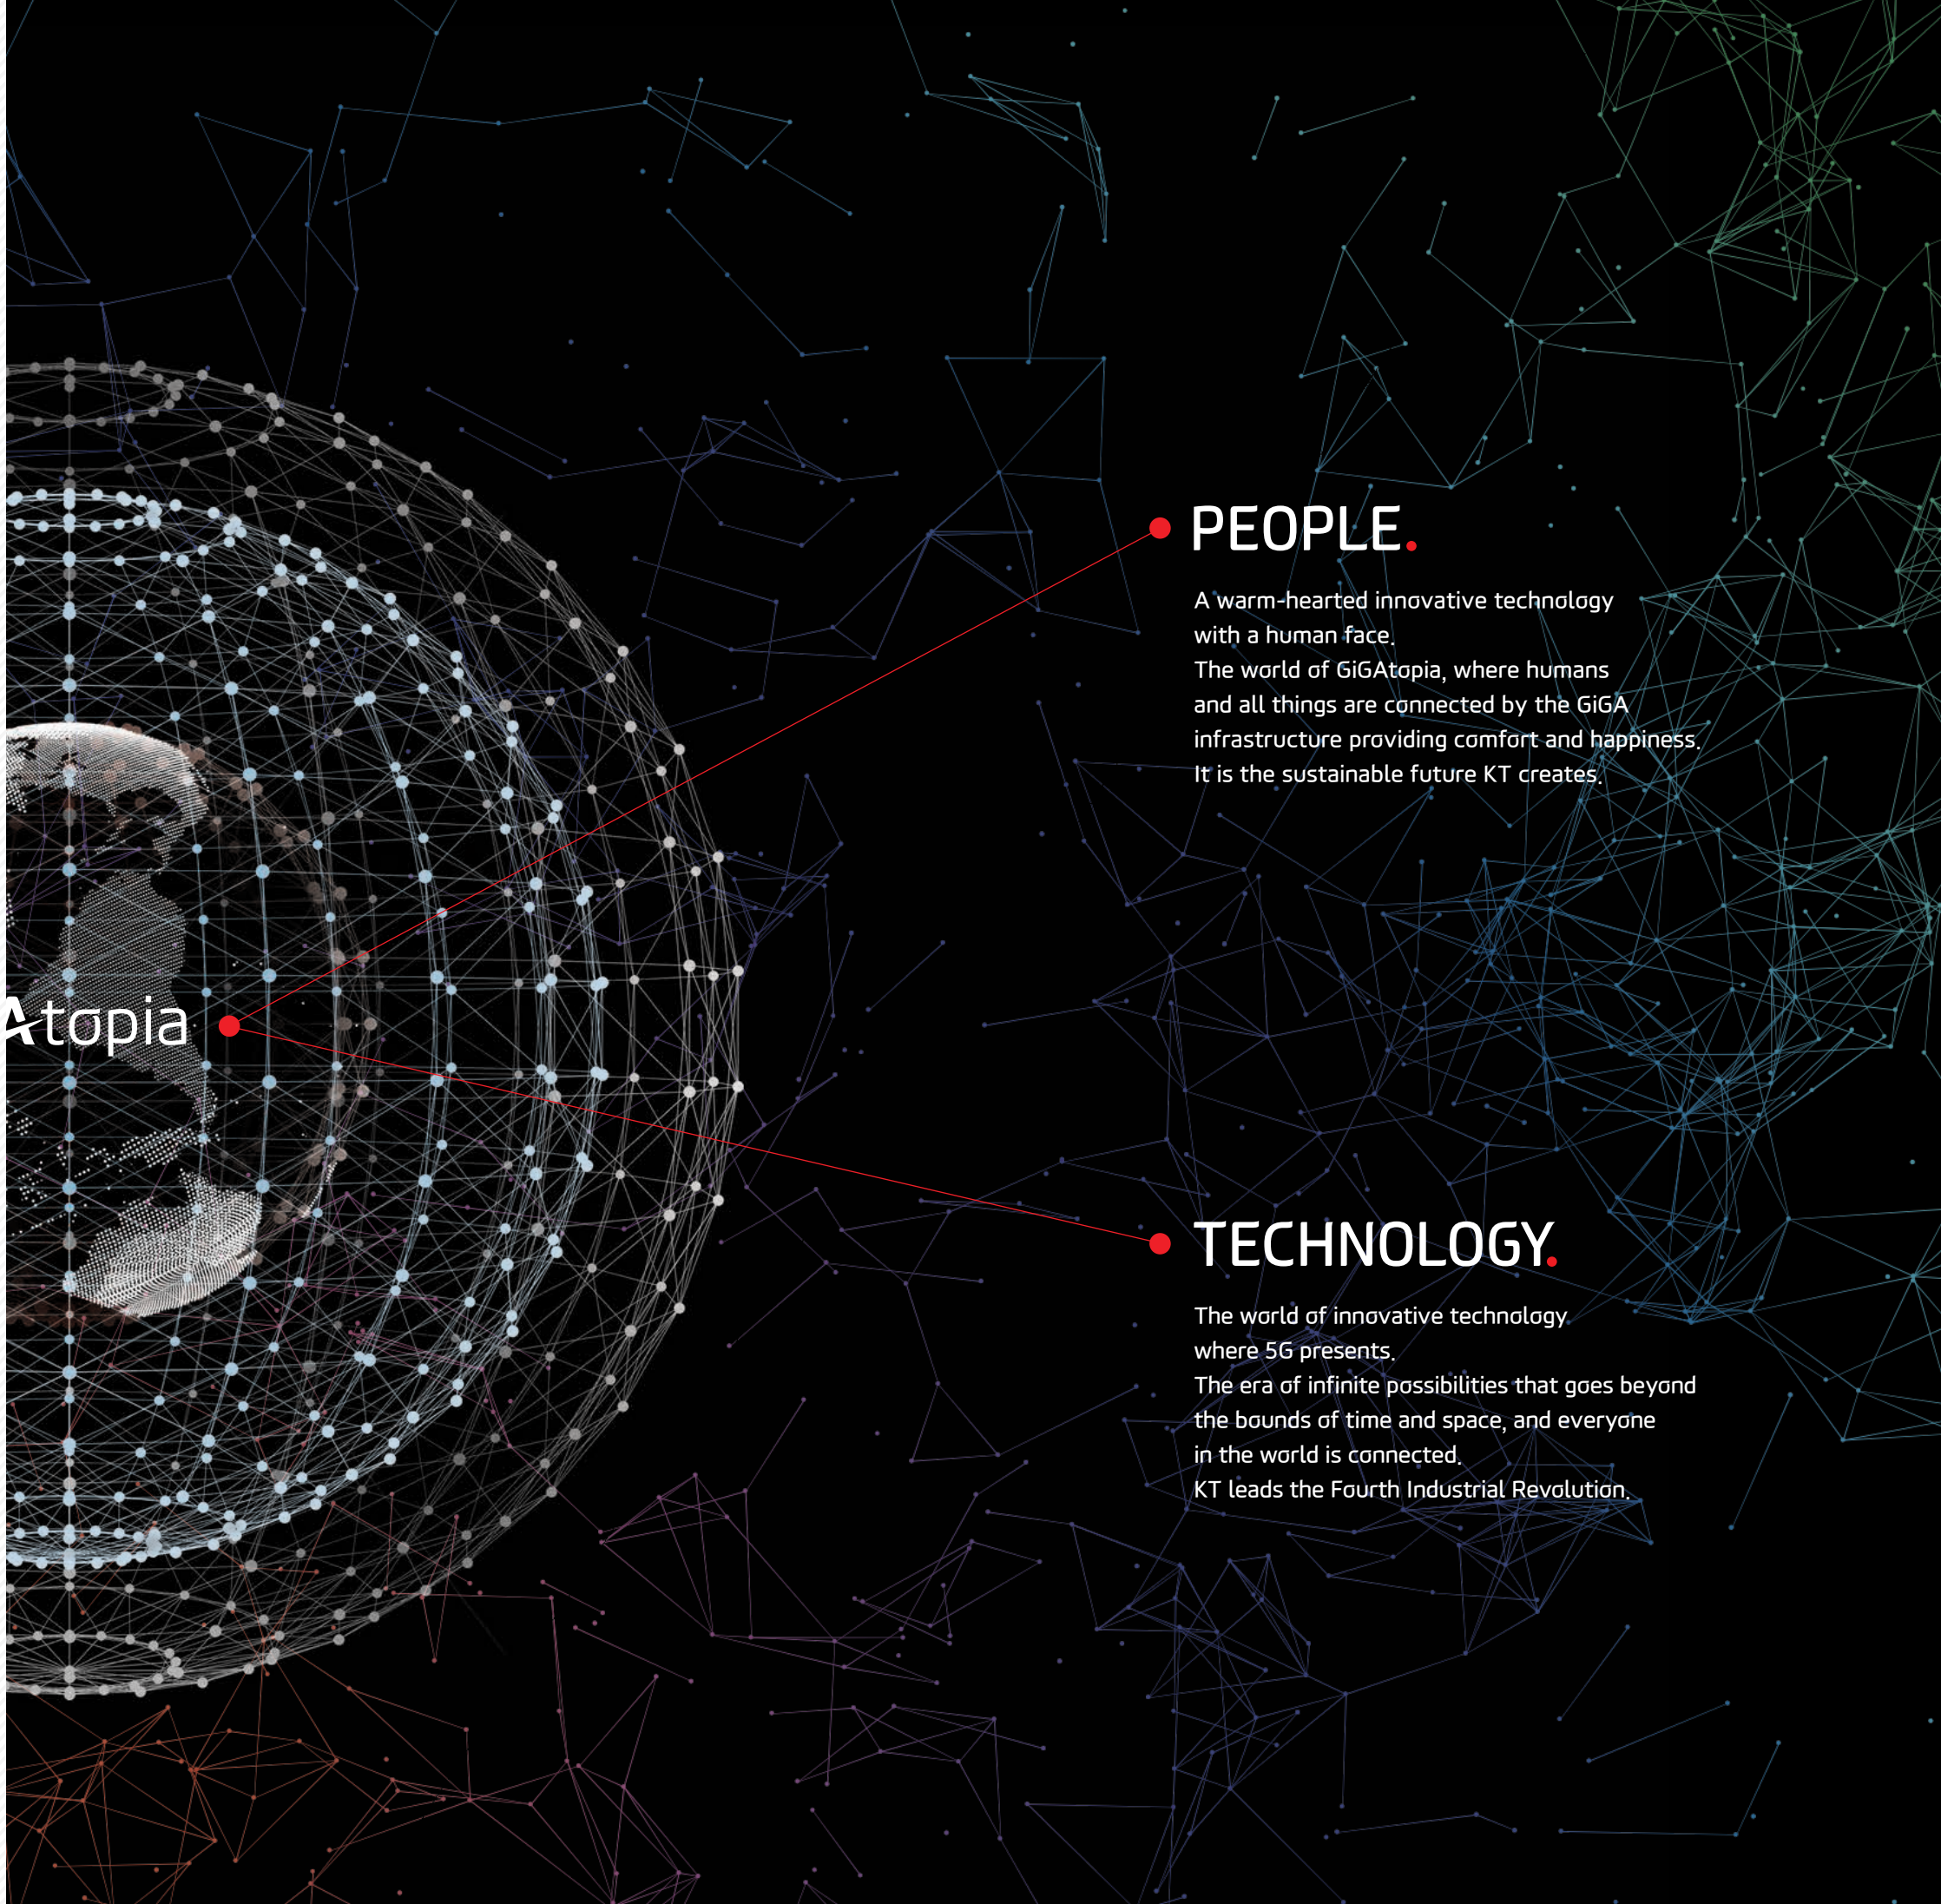 PEOPLE.
A warm-hearted innovative technology
with a human face.
The world of GiGAtopia, where humans
and all things are connected by the GiGA
infrastructure providing comfort and happiness.
It is the sustainable future KT creates.
Atopia
TECHNOLOGY.
The world of innovative technology
where 5G presents.
The era of infinite possibilities that goes beyond
the bounds of time and space, and everyone
in the world is connected.
KT leads the Fourth Industrial Revolution.